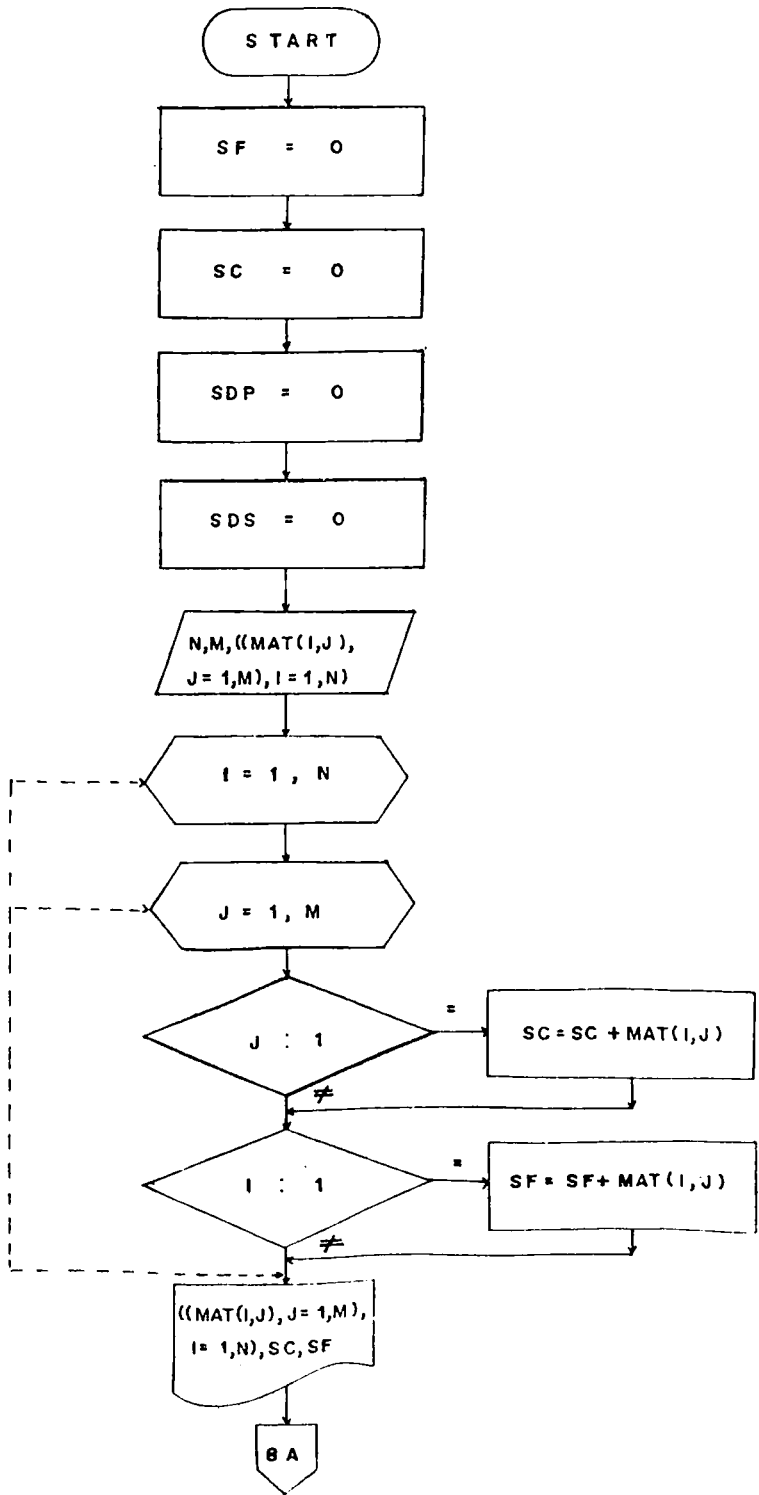 START
SF = 0
SC = 0
SDP = 0
SDS = 0
N,M,((MAT(I,J),
J=1,M),I=1,N)
I = 1, N
J = 1, M
J : 1
=
SC=SC+MAT(I,J)
≠
I : 1
=
SF=SF+MAT(I,J)
≠
((MAT(I,J),J=1,M),
I=1,N),SC,SF
8A